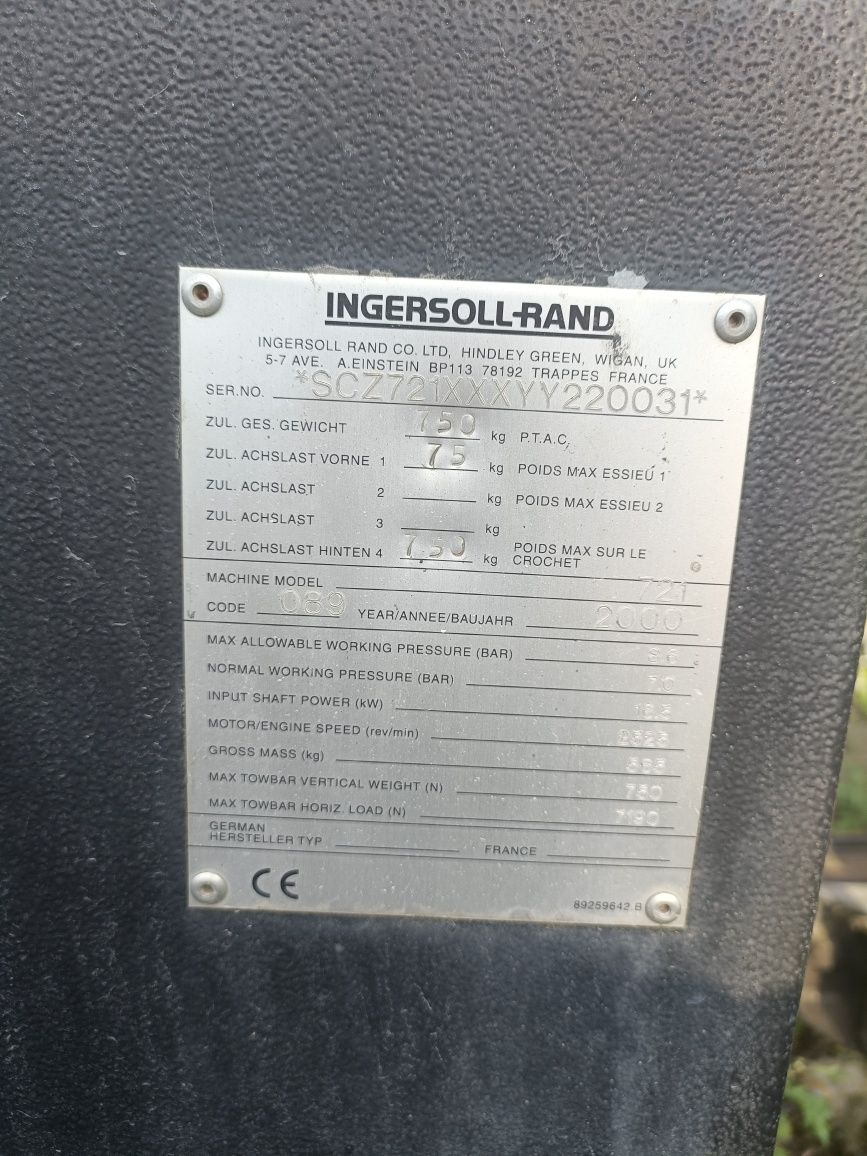 INGERSOLL-RAND
INGERSOLL RAND CO. LTD, HINDLEY GREEN, WIGAN, UK
5-7 AVE. A.EINSTEIN BP113 78192 TRAPPES FRANCE
SER.NO. *SCZ721XXXYY220031*
ZUL. GES. GEWICHT 750 kg P.T.A.C.
ZUL. ACHSLAST VORNE 1 75 kg POIDS MAX ESSIEU 1
ZUL. ACHSLAST 2 kg POIDS MAX ESSIEU 2
ZUL. ACHSLAST 3 kg
ZUL. ACHSLAST HINTEN 4 750 kg POIDS MAX SUR LE CROCHET
MACHINE MODEL 721
CODE 089 YEAR/ANNEE/BAUJAHR 2000
MAX ALLOWABLE WORKING PRESSURE (BAR) 8.6
NORMAL WORKING PRESSURE (BAR) 7.0
INPUT SHAFT POWER (kW)
MOTOR/ENGINE SPEED (rev/min)
GROSS MASS (kg)
MAX TOWBAR VERTICAL WEIGHT (N) 750
MAX TOWBAR HORIZ. LOAD (N) 7190
GERMAN
HERSTELLER TYP FRANCE
CE
89259642 B